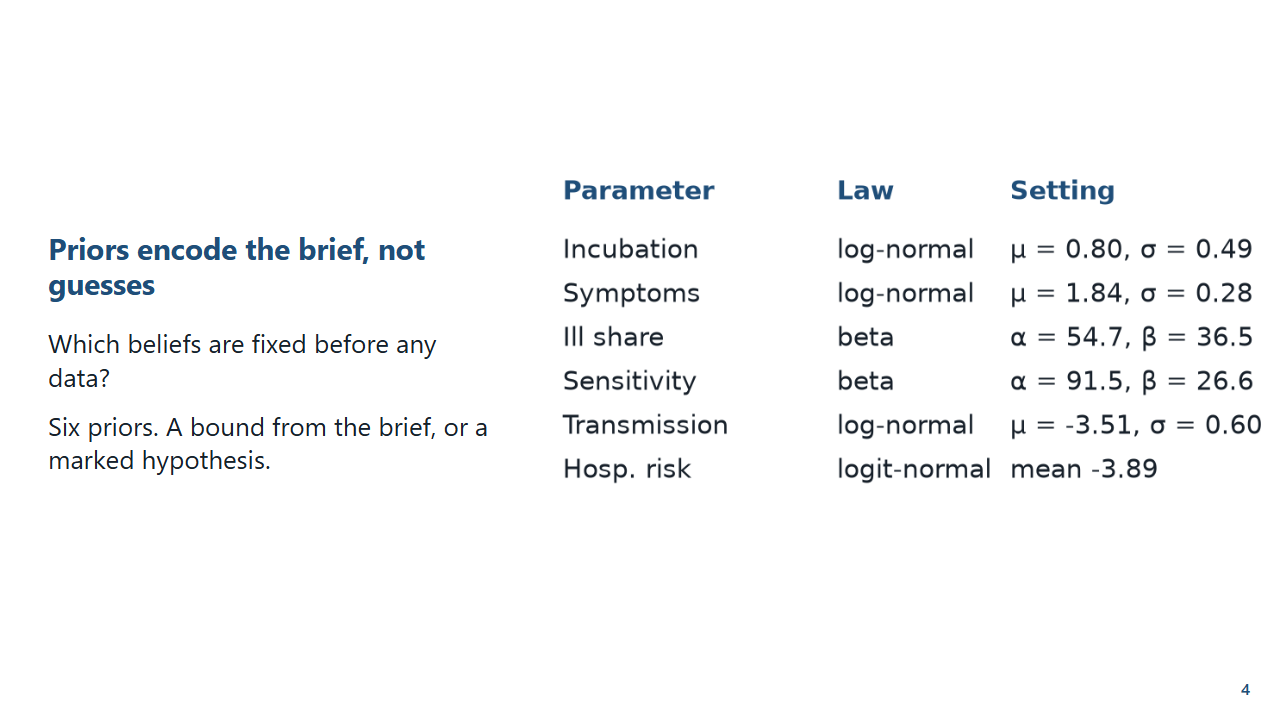 Priors encode the brief, not
guesses
Which beliefs are fixed before any
data?
Six priors. A bound from the brief, or a
marked hypothesis.
Parameter Law Setting
Incubation log-normal μ = 0.80, σ = 0.49
Symptoms log-normal μ = 1.84, σ = 0.28
Ill share beta α = 54.7, β = 36.5
Sensitivity beta α = 91.5, β = 26.6
Transmission log-normal μ = -3.51, σ = 0.60
Hosp. risk logit-normal mean -3.89
4